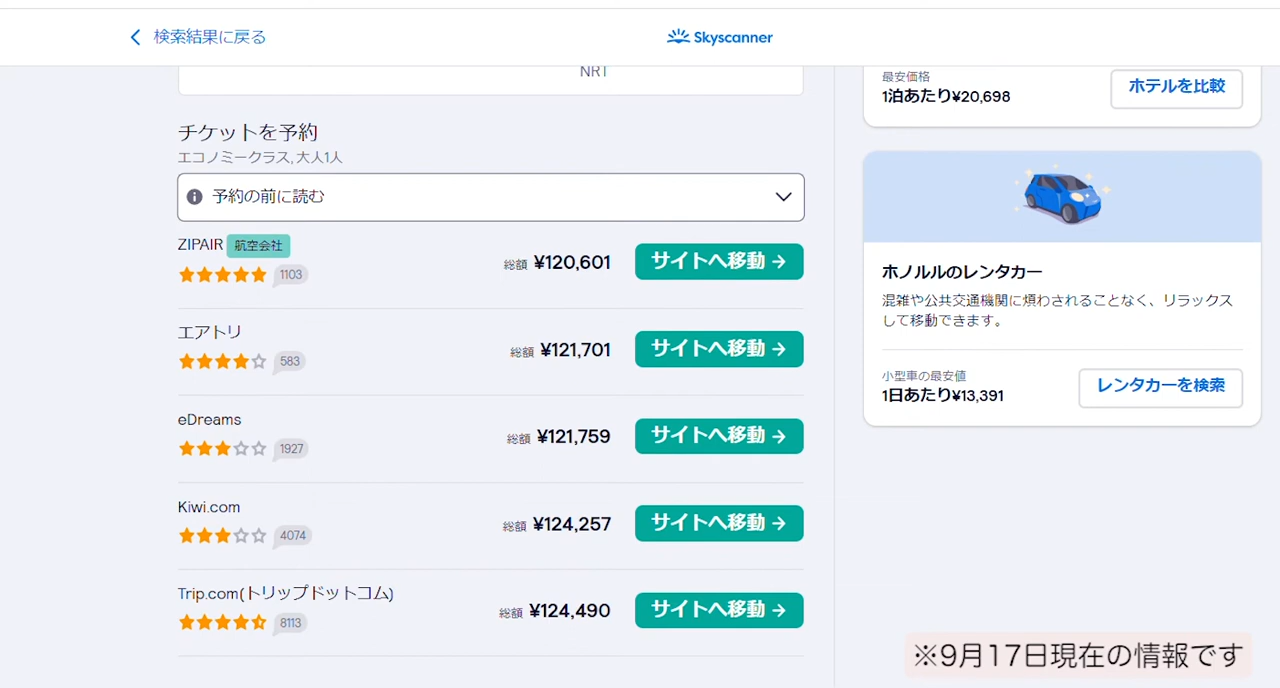 検索結果に戻る
Skyscanner
NRT
チケットを予約
エコノミークラス, 大人1人
予約の前に読む
ZIPAIR 航空会社
1103
総額 ¥120,601
サイトへ移動 →
エアトリ
583
総額 ¥121,701
サイトへ移動 →
eDreams
1927
総額 ¥121,759
サイトへ移動 →
Kiwi.com
4074
総額 ¥124,257
サイトへ移動 →
Trip.com(トリップドットコム)
8113
総額 ¥124,490
サイトへ移動 →
最安価格
1泊あたり¥20,698
ホテルを比較
ホノルルのレンタカー
混雑や公共交通機関に煩わされることなく、リラックス
して移動できます。
小型車の最安値
1日あたり¥13,391
レンタカーを検索
※9月17日現在の情報です